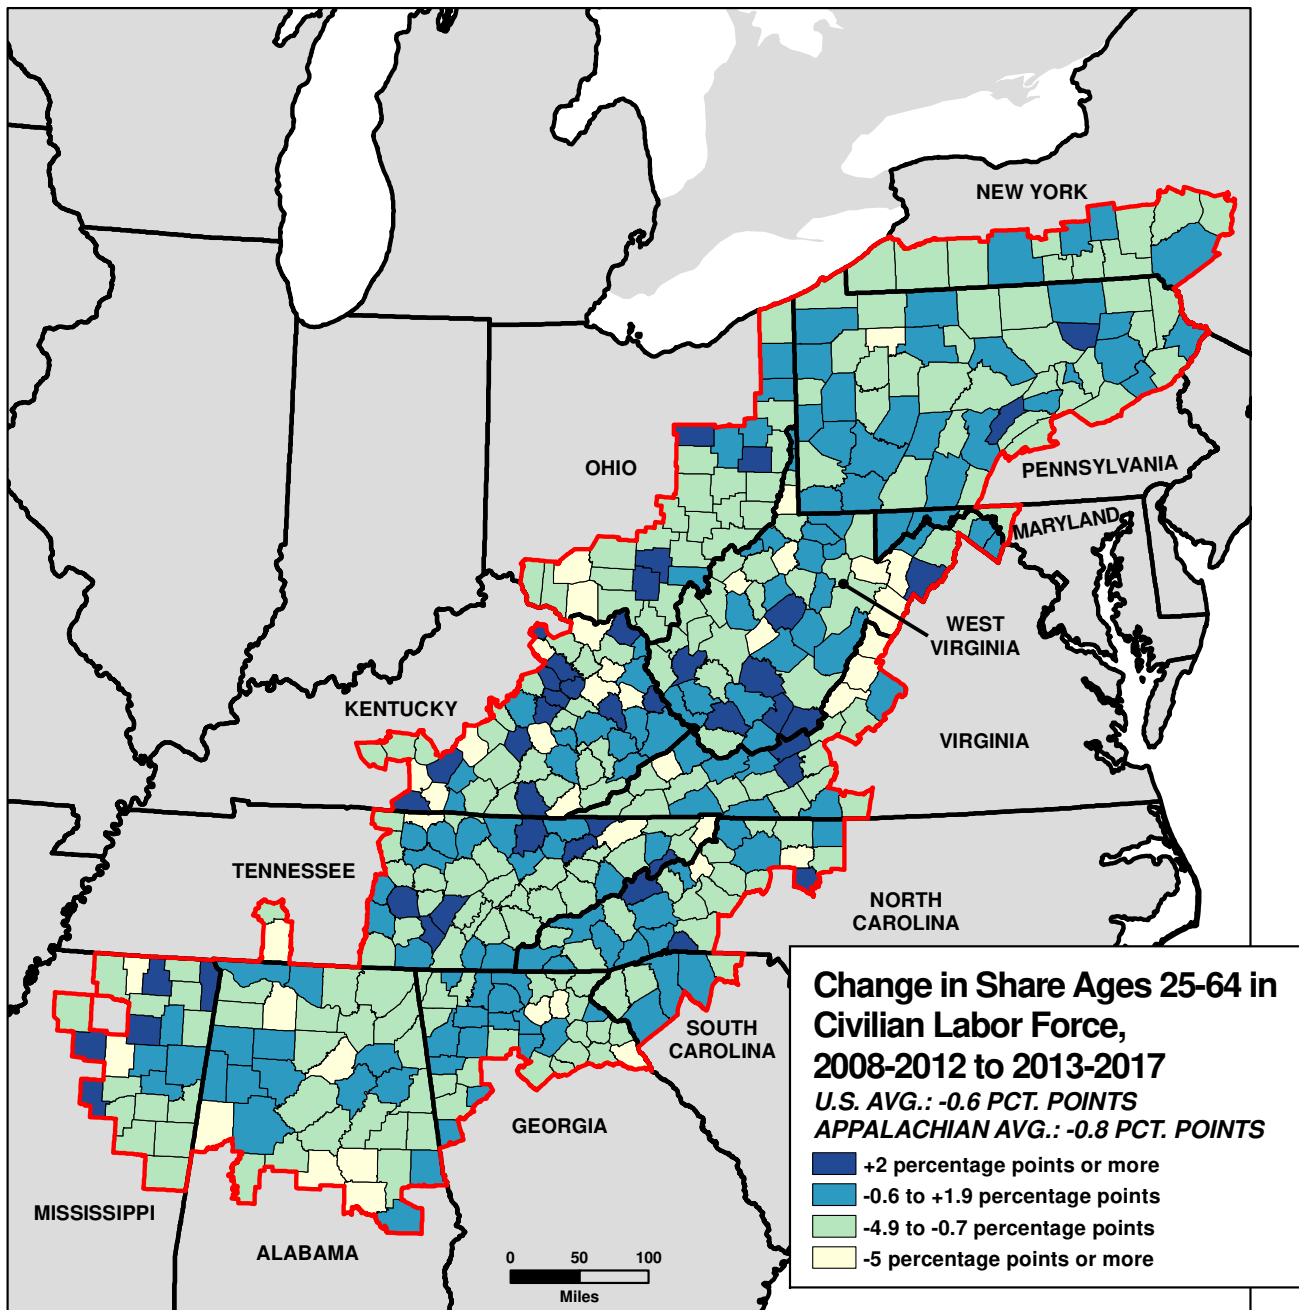 NEW YORK
OHIO
PENNSYLVANIA
MARYLAND
WEST
VIRGINIA
KENTUCKY
VIRGINIA
TENNESSEE
NORTH
CAROLINA
SOUTH
CAROLINA
GEORGIA
MISSISSIPPI
ALABAMA
Change in Share Ages 25-64 in
Civilian Labor Force,
2008-2012 to 2013-2017
U.S. AVG.: -0.6 PCT. POINTS
APPALACHIAN AVG.: -0.8 PCT. POINTS
+2 percentage points or more
-0.6 to +1.9 percentage points
-4.9 to -0.7 percentage points
-5 percentage points or more
0 50 100
Miles